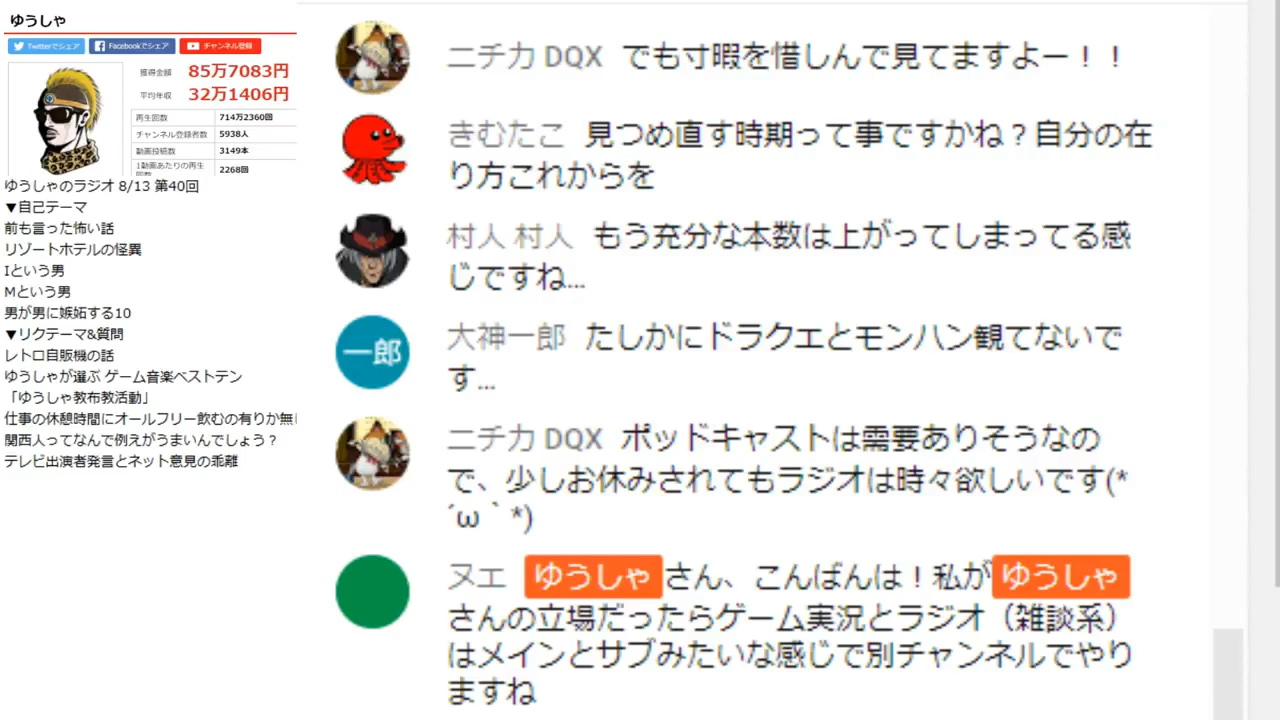 ゆうしゃ
Twitterでシェア
Facebookでシェア
チャンネル登録
獲得金額 85万7083円
平均年収 32万1406円
再生回数 714万2360回
チャンネル登録者数 5938人
動画投稿数 3149本
1動画あたりの再生 2268回
ゆうしゃのラジオ 8/13 第40回
▼自己テーマ
前も言った怖い話
リゾートホテルの怪異
Iという男
Mという男
男が男に嫉妬する10
▼リクテーマ&質問
レトロ自販機の話
ゆうしゃが選ぶ ゲーム音楽ベストテン
「ゆうしゃ教布教活動」
仕事の休憩時間にオールフリー飲むの有りか無し
関西人ってなんで例えがうまいんでしょう？
テレビ出演者発言とネット意見の乖離
ニチカ DQX でも寸暇を惜しんで見てますよー！！
きむたこ 見つめ直す時期って事ですかね？自分の在
り方これからを
村人 村人 もう充分な本数は上がってしまってる感
じですね...
一郎
大神一郎 たしかにドラクエとモンハン観てないで
す...
ニチカ DQX ポッドキャストは需要ありそうなの
で、少しお休みされてもラジオは時々欲しいです(*
´ω｀*)
ヌエ ゆうしゃさん、こんばんは！私がゆうしゃ
さんの立場だったらゲーム実況とラジオ（雑談系）
はメインとサブみたいな感じで別チャンネルでやり
ますね